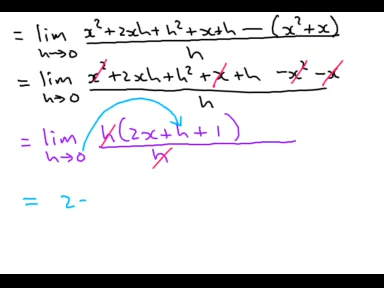 = lim h→0 (x² + 2xh + h² + x + h − (x² + x)) / h
= lim h→0 (x² + 2xh + h² + x + h − x² − x) / h
= lim h→0 h(2x + h + 1) / h
= 2-